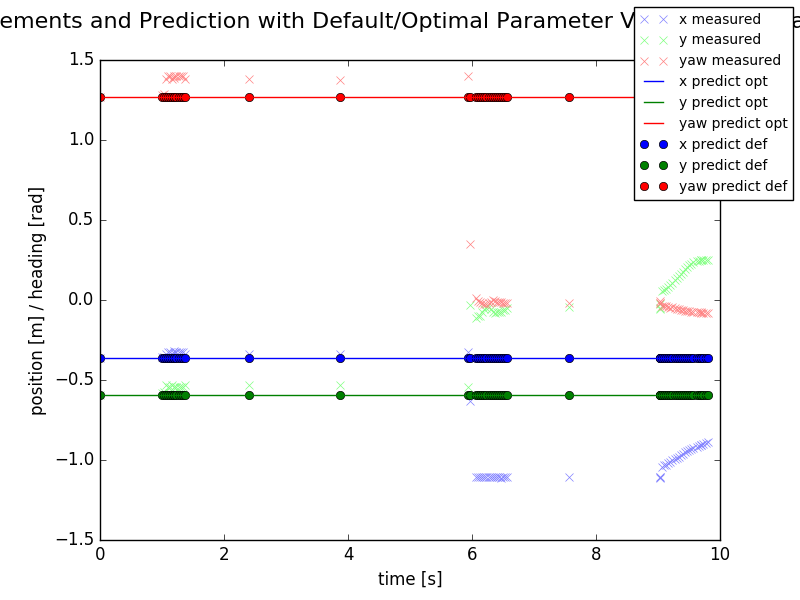 and Prediction with Default/Optimal Parameter
x measured
y measured
yaw measured
x predict opt
y predict opt
yaw predict opt
x predict def
y predict def
yaw predict def
1.5
1.0
0.5
0.0
−0.5
−1.0
−1.5
position [m] / heading [rad]
0 2 4 6 8 10
time [s]